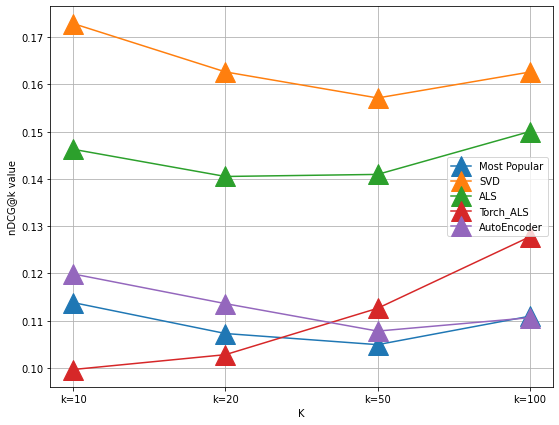 0.17
0.16
0.15
0.14
0.13
0.12
0.11
0.10
nDCG@k value
k=10
k=20
k=50
k=100
K
Most Popular
SVD
ALS
Torch_ALS
AutoEncoder